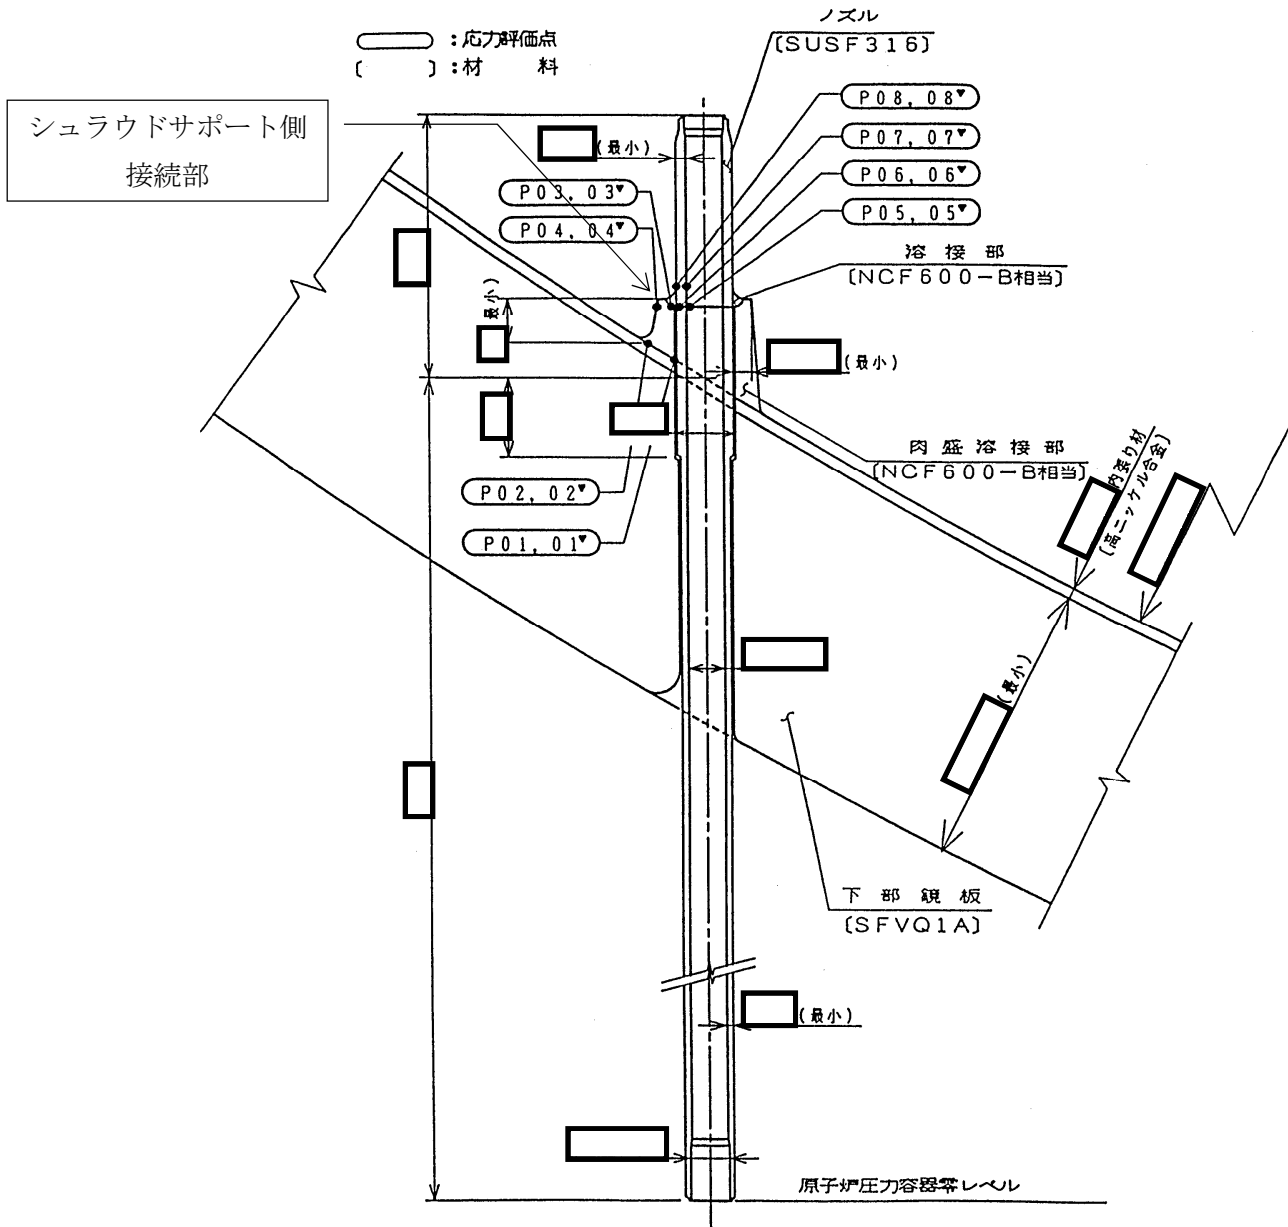 ノズル
[SUSF316]
：応力評価点
[ ]：材 料
シュラウドサポート側
接続部
(最小)
P08, 08▼
P07, 07▼
P06, 06▼
P05, 05▼
P03, 03▼
P04, 04▼
溶接部
[NCF600－B相当]
最小)
(最小)
肉盛溶接部
[NCF600－B相当]
内張り材
[高ニッケル合金]
P02, 02▼
P01, 01▼
(最小)
下部鏡板
[SFVQ1A]
(最小)
原子炉圧力容器零レベル